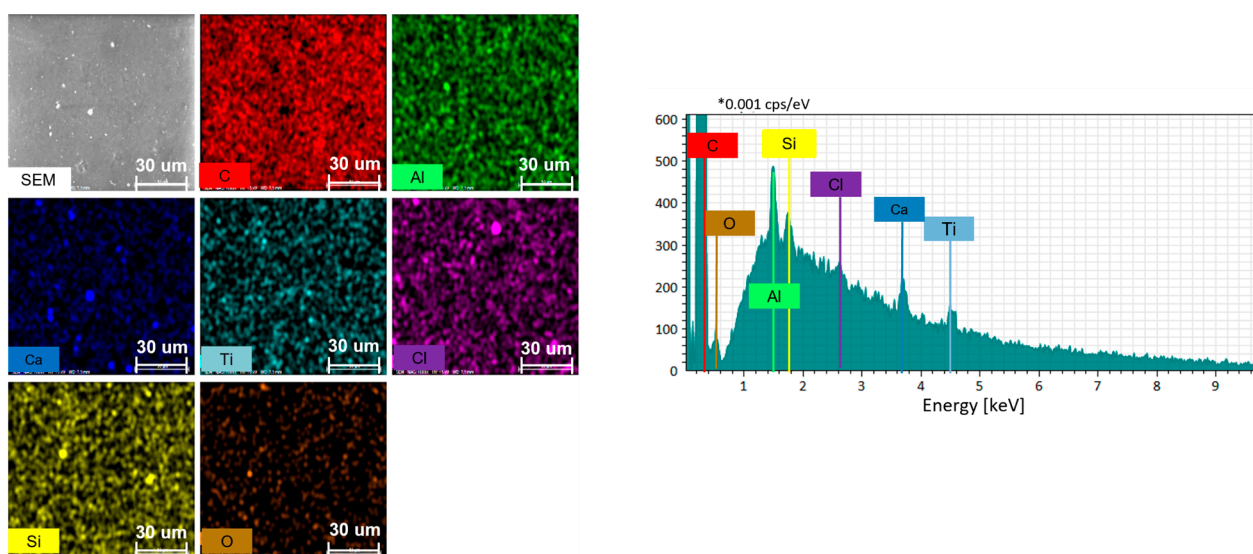 SEM
30 um
C
30 um
Al
30 um
Ca
30 um
Ti
30 um
Cl
30 um
Si
30 um
O
30 um
*0.001 cps/eV
600
500
400
300
200
100
0
C
O
Si
Al
Cl
Ca
Ti
1 2 3 4 5 6 7 8 9
Energy [keV]